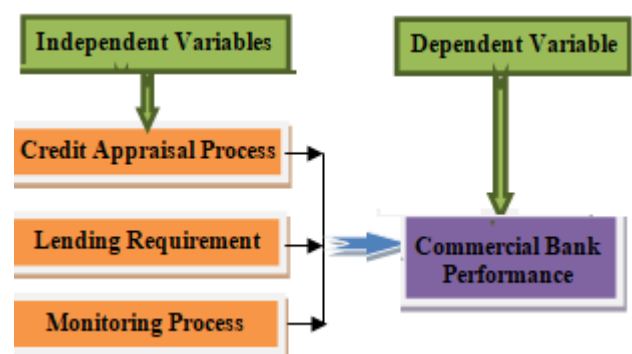 Independent Variables
Dependent Variable
Credit Appraisal Process
Lending Requirement
Commercial Bank
Performance
Monitoring Process